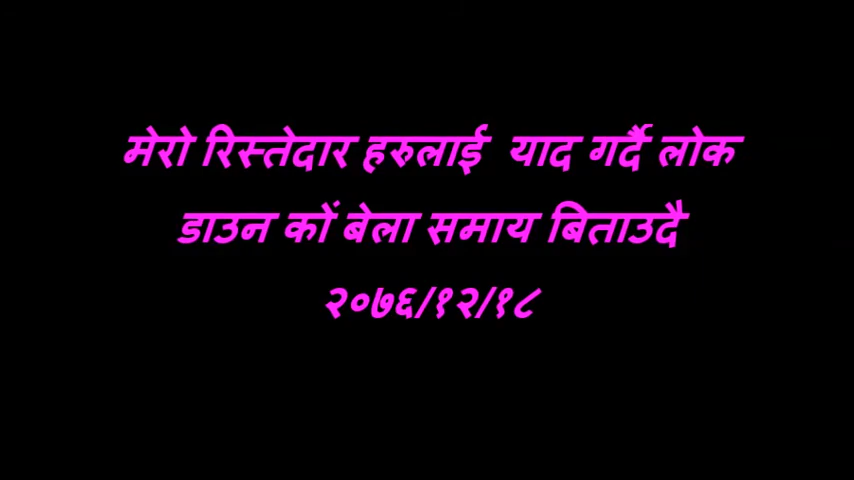 मेरो रिस्तेदार हरुलाई याद गर्दै लोक
डाउन कों बेला समाय बिताउदै
२०७६/१२/१८